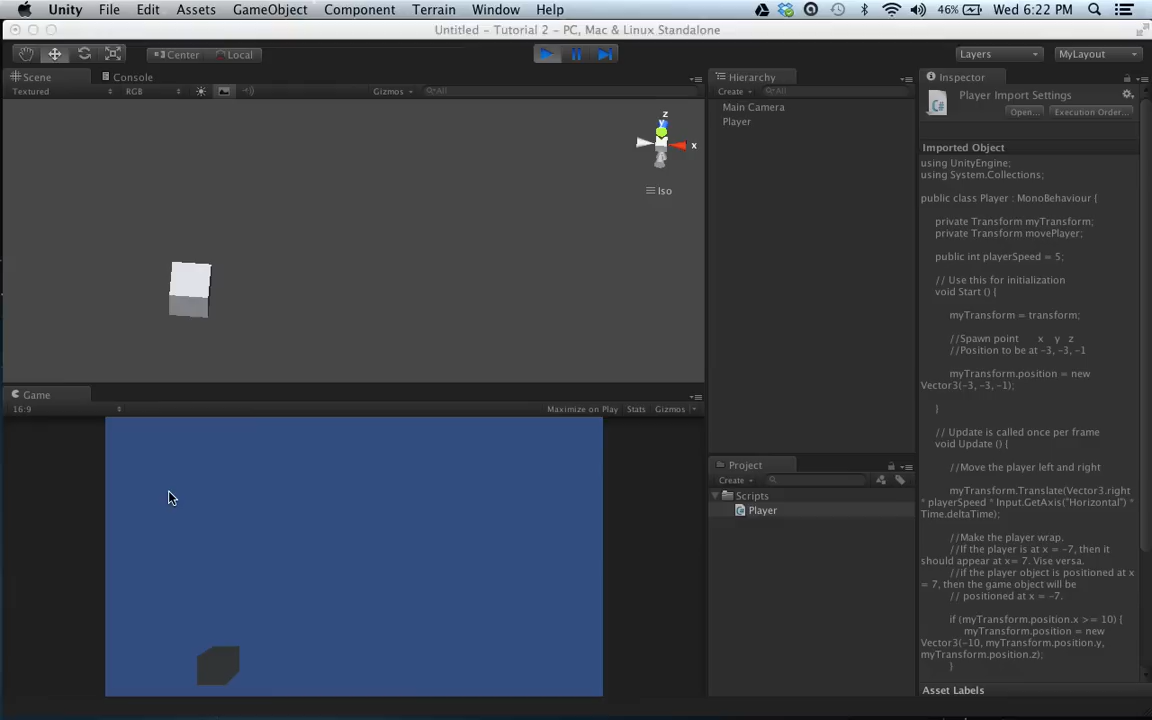 Unity File Edit Assets GameObject Component Terrain Window Help 46% Wed 6:22 PM
Untitled - Tutorial 2 - PC, Mac & Linux Standalone
Center Local Layers MyLayout
Scene Console
Textured RGB Gizmos All
z
y
x
Iso
Game
16:9 Maximize on Play Stats Gizmos
Hierarchy
Create All
Main Camera
Player
Project
Create
Scripts
Player
Inspector
Player Import Settings
C#
Open... Execution Order...
Imported Object
using UnityEngine;
using System.Collections;
public class Player : MonoBehaviour {
private Transform myTransform;
private Transform movePlayer;
public int playerSpeed = 5;
// Use this for initialization
void Start () {
myTransform = transform;
//Spawn point x y z
//Position to be at -3, -3, -1
myTransform.position = new
Vector3(-3, -3, -1);
}
// Update is called once per frame
void Update () {
//Move the player left and right
myTransform.Translate(Vector3.right
* playerSpeed * Input.GetAxis("Horizontal") *
Time.deltaTime);
//Make the player wrap.
//If the player is at x = -7, then it
should appear at x= 7. Vise versa.
//if the player object is positioned at x
= 7, then the game object will be
// positioned at x = -7.
if (myTransform.position.x >= 10) {
myTransform.position = new
Vector3(-10, myTransform.position.y,
myTransform.position.z);
}
Asset Labels